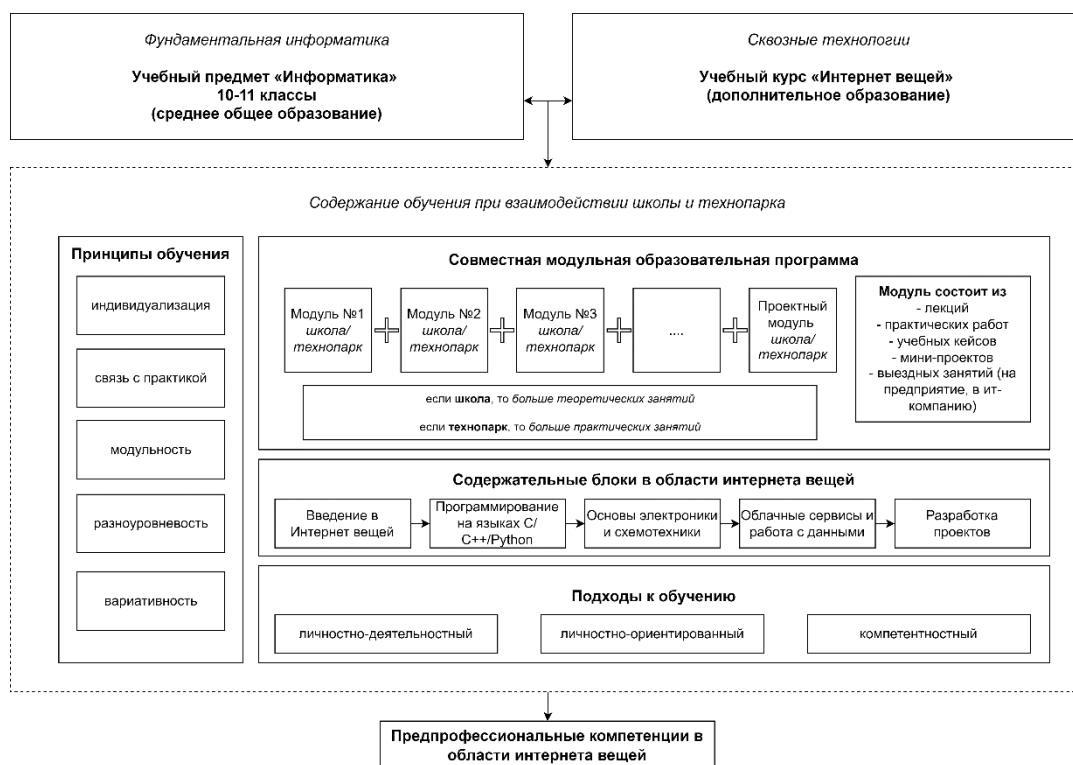 Фундаментальная информатика
Учебный предмет «Информатика»
10-11 классы
(среднее общее образование)
Сквозные технологии
Учебный курс «Интернет вещей»
(дополнительное образование)
Содержание обучения при взаимодействии школы и технопарка
Принципы обучения
индивидуализация
связь с практикой
модульность
разноуровневость
вариативность
Совместная модульная образовательная программа
Модуль №1
школа/
технопарк
Модуль №2
школа/
технопарк
Модуль №3
школа/
технопарк
....
Проектный
модуль
школа/
технопарк
Модуль состоит из
- лекций
- практических работ
- учебных кейсов
- мини-проектов
- выездных занятий (на
предприятие, в ит-
компанию)
если школа, то больше теоретических занятий
если технопарк, то больше практических занятий
Содержательные блоки в области интернета вещей
Введение в
Интернет вещей
Программирование
на языках C/
C++/Python
Основы электроники
и схемотехники
Облачные сервисы и
работа с данными
Разработка
проектов
Подходы к обучению
личностно-деятельностный
личностно-ориентированный
компетентностный
Предпрофессиональные компетенции в
области интернета вещей